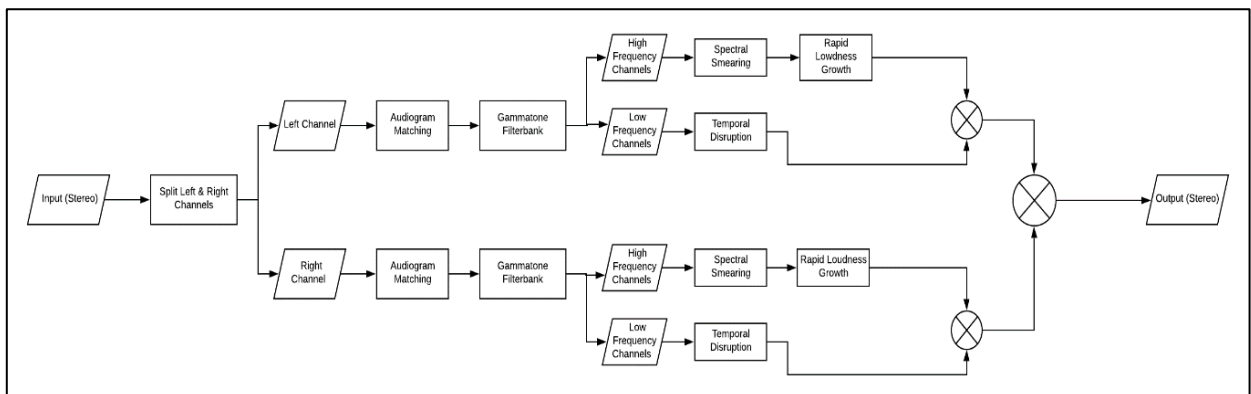 Input (Stereo)
Split Left & Right
Channels
Left Channel
Audiogram
Matching
Gammatone
Filterbank
High
Frequency
Channels
Spectral
Smearing
Rapid
Lowdness
Growth
Low
Frequency
Channels
Temporal
Disruption
Right
Channel
Audiogram
Matching
Gammatone
Filterbank
High
Frequency
Channels
Spectral
Smearing
Rapid Loudness
Growth
Low
Frequency
Channels
Temporal
Disruption
Output (Stereo)